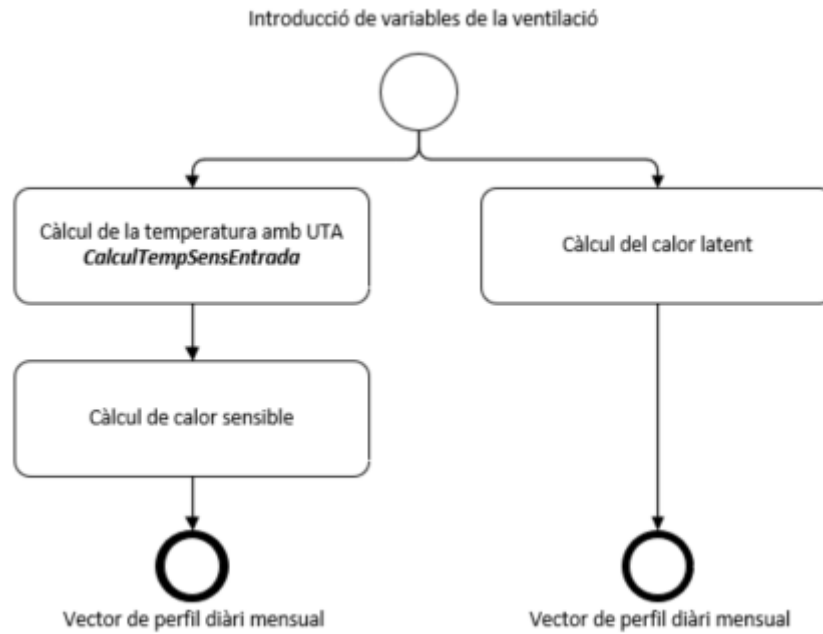 Introducció de variables de la ventilació
Càlcul de la temperatura amb UTA
CalculTempSensEntrada
Càlcul del calor latent
Càlcul de calor sensible
Vector de perfil diàri mensual
Vector de perfil diàri mensual